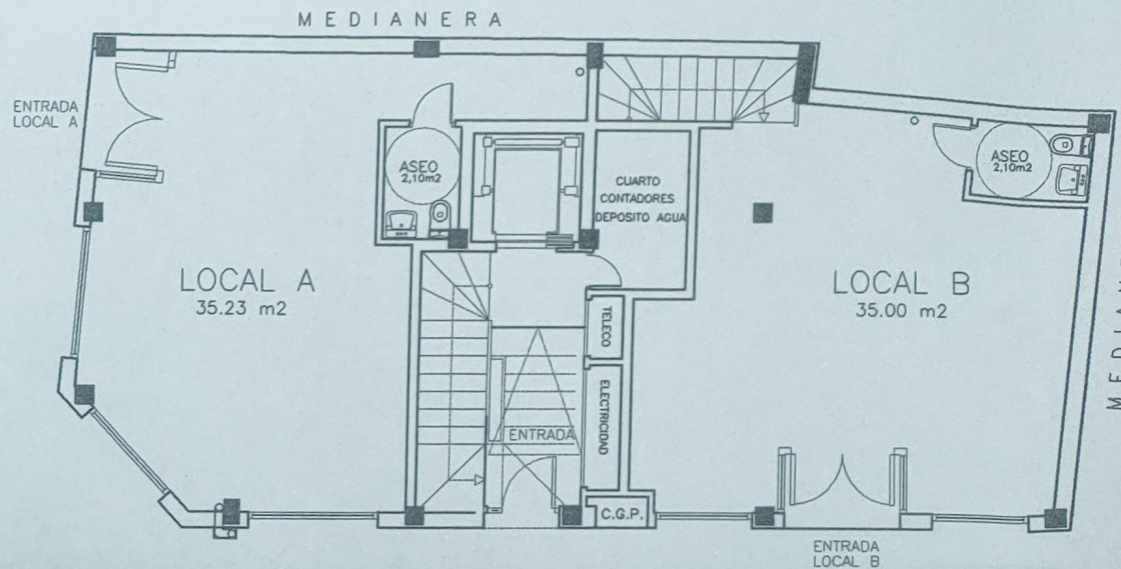 MEDIANERA
ENTRADA
LOCAL A
ASEO
2,10m2
CUARTO
CONTADORES
DEPOSITO AGUA
ASEO
2,10m2
LOCAL A
35.23 m2
LOCAL B
35.00 m2
TELECO
ELECTRICIDAD
ENTRADA
C.G.P.
ENTRADA
LOCAL B